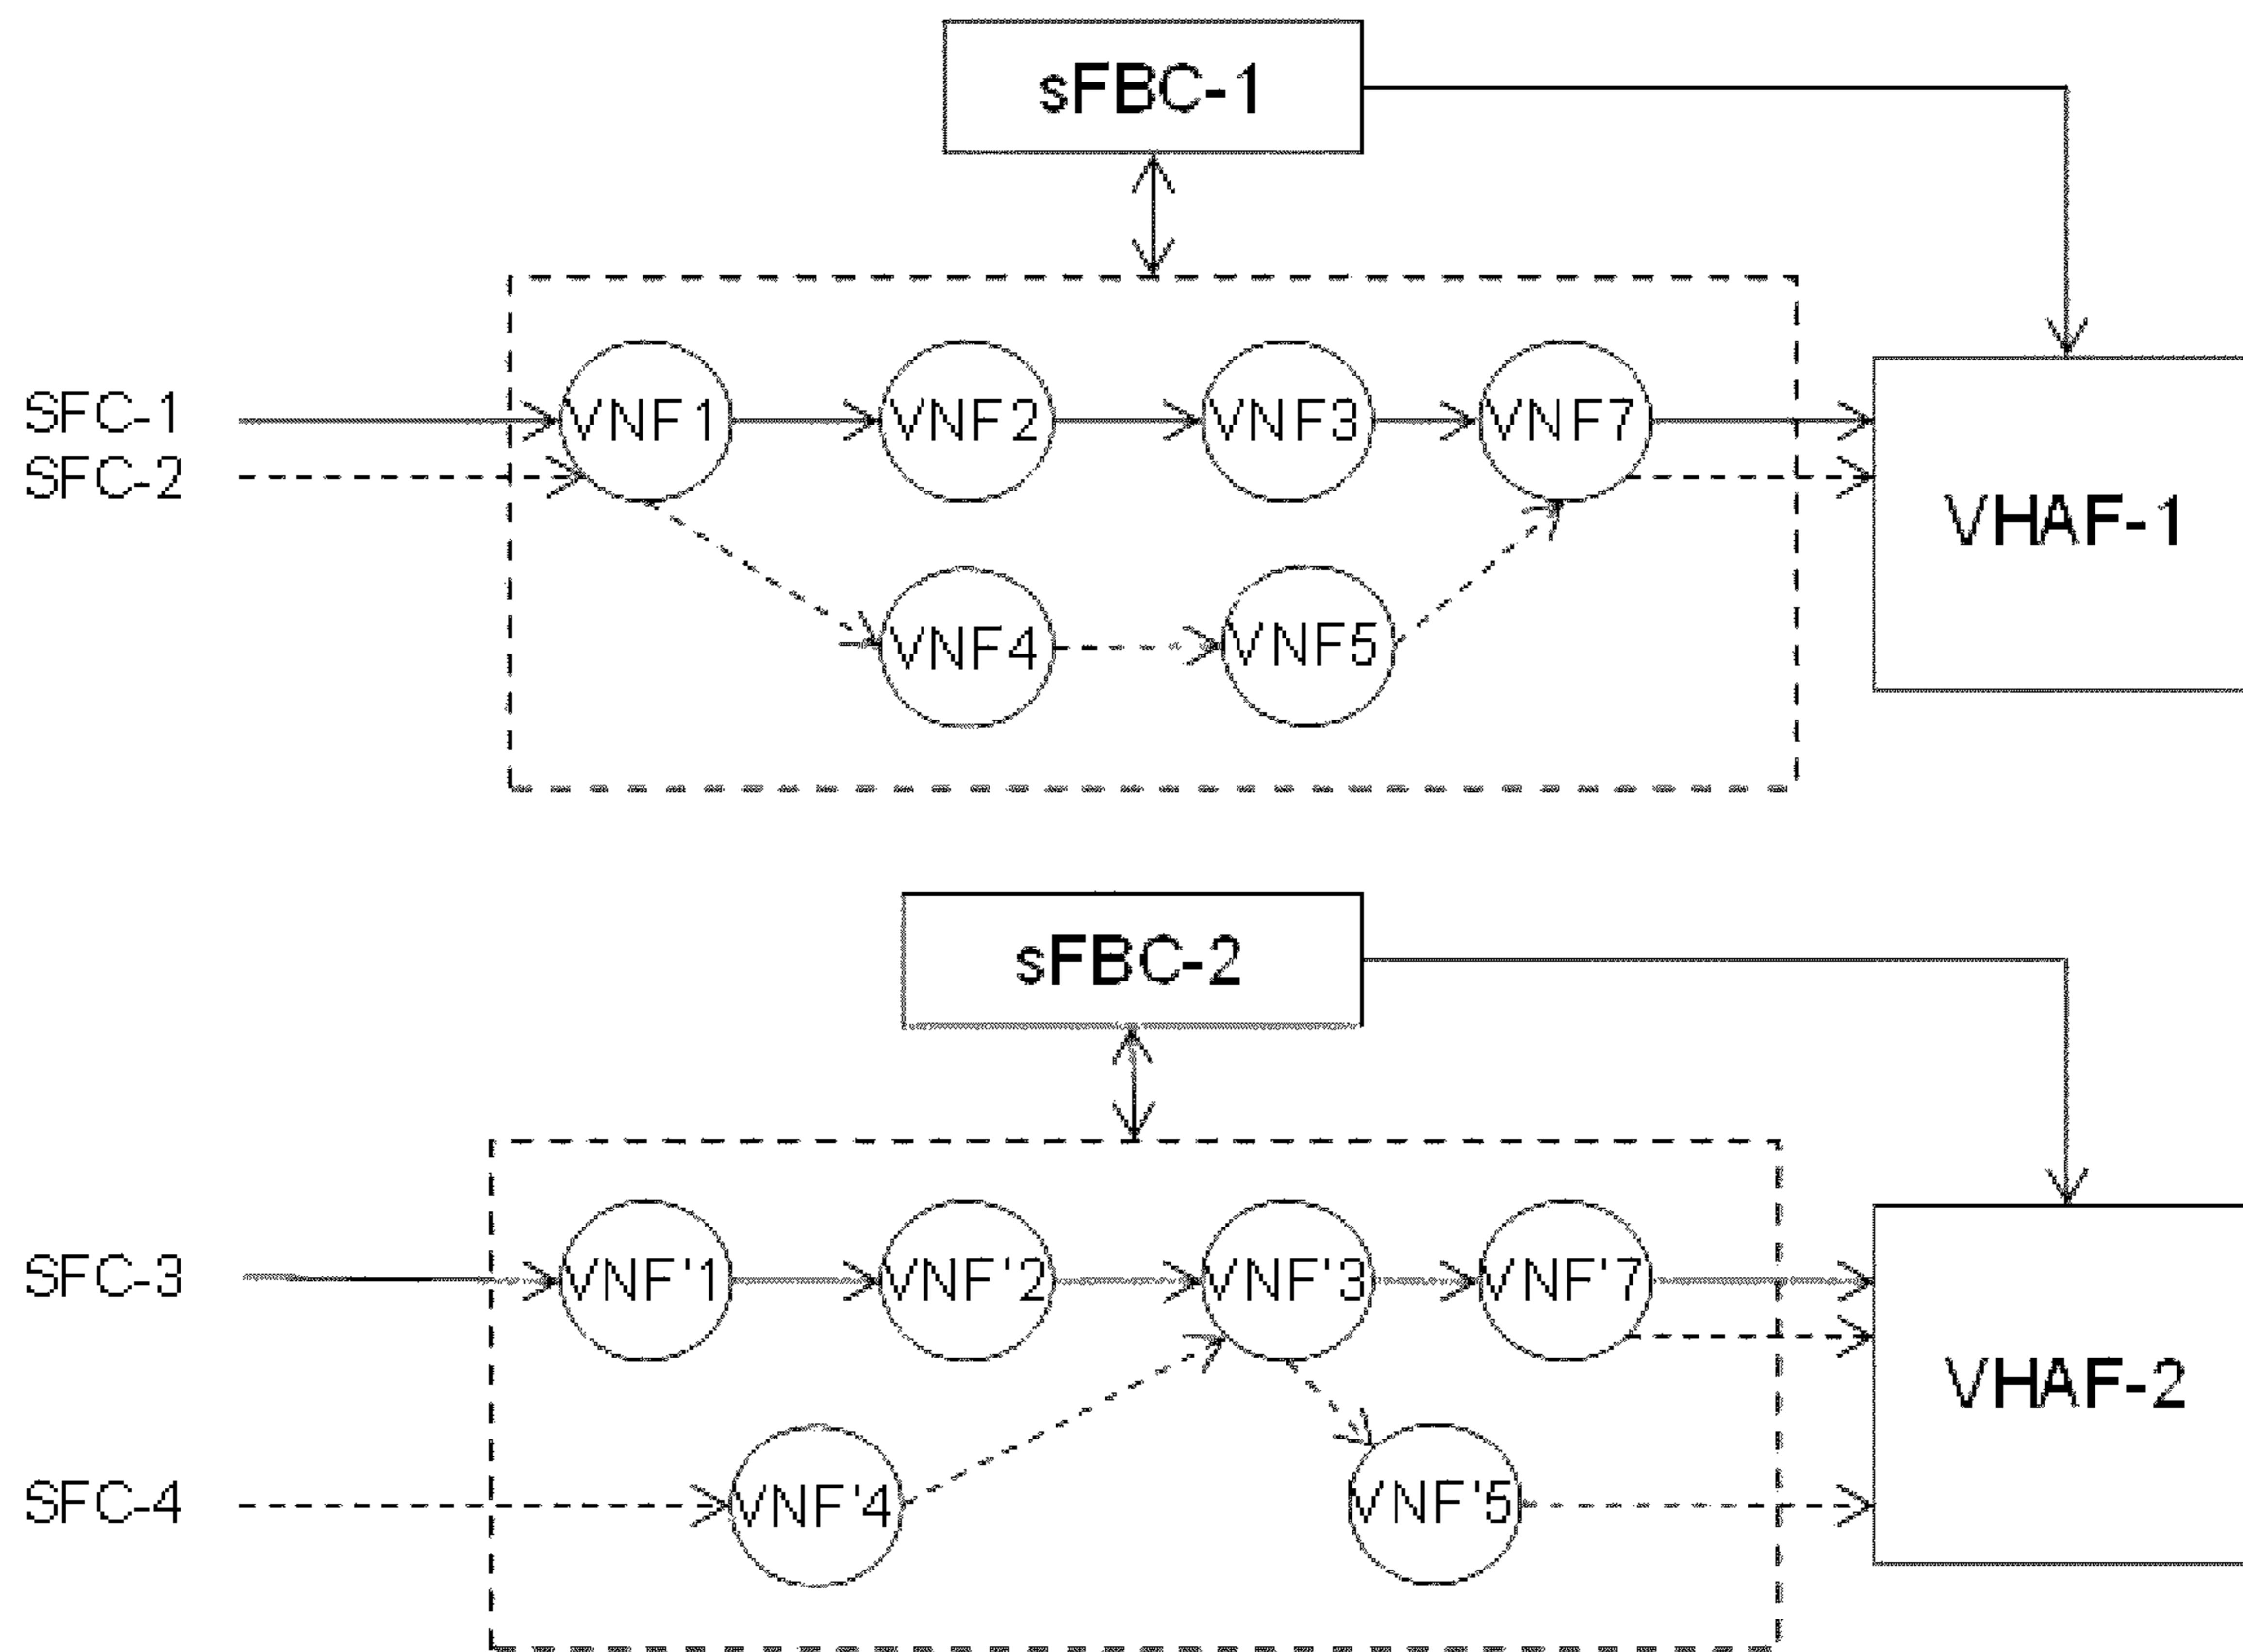 sFBC-1
SFC-1
VNF1
VNF2
VNF3
VNF7
SFC-2
VHAF-1
VNF4
VNF5
sFBC-2
SFC-3
VNF'1
VNF'2
VNF'3
VNF'7
VHAF-2
SFC-4
VNF'4
VNF'5